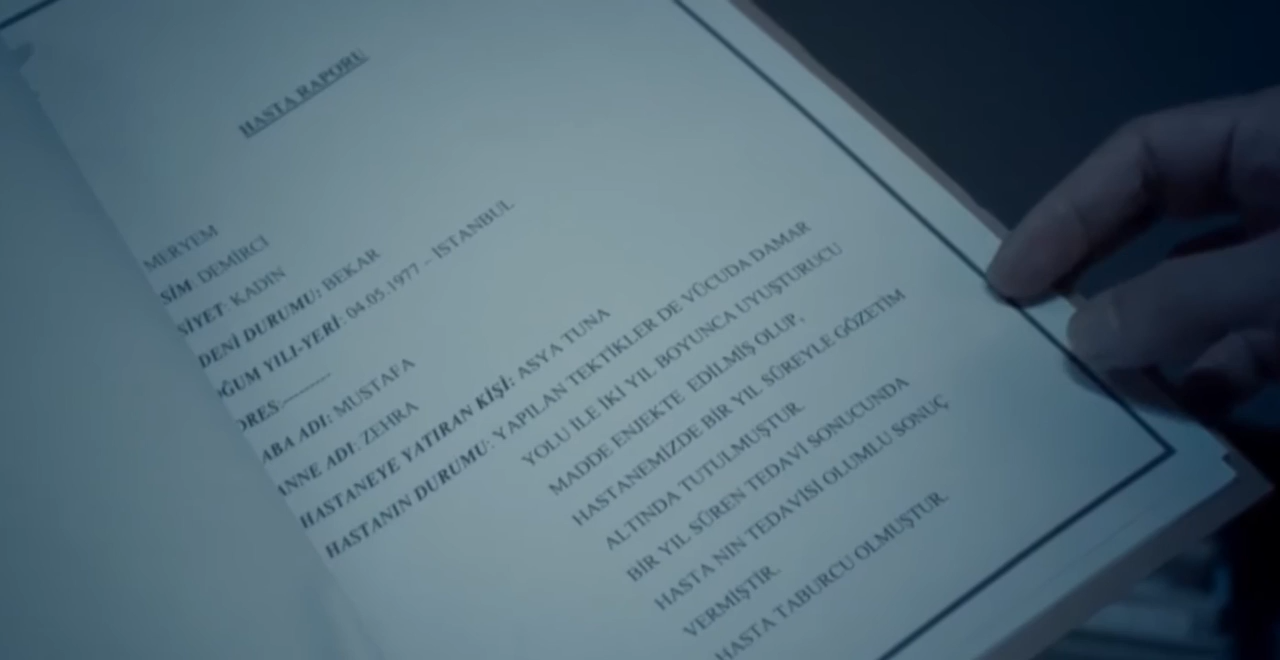 HASTA RAPORU
MERYEM
SİM: DEMİRCİ
SİYET: KADIN
DENİ DURUMU: BEKAR
ĞUM YILI-YERİ: 04.05.1977 – İSTANBUL
DRES:...............
ABA ADI: MUSTAFA
ANNE ADI: ZEHRA
HASTANEYE YATIRAN KİŞİ: ASYA TUNA
HASTANIN DURUMU: YAPILAN TEKTİKLER DE VÜCUDA DAMAR
YOLU İLE İKİ YIL BOYUNCA UYUŞTURUCU
MADDE ENJEKTE EDİLMİŞ OLUP,
HASTANEMİZDE BİR YIL SÜREYLE GÖZETİM
ALTINDA TUTULMUŞTUR.
BİR YIL SÜREN TEDAVİ SONUCUNDA
HASTA NIN TEDAVİSİ OLUMLU SONUÇ
VERMİŞTİR.
HASTA TABURCU OLMUŞTUR.